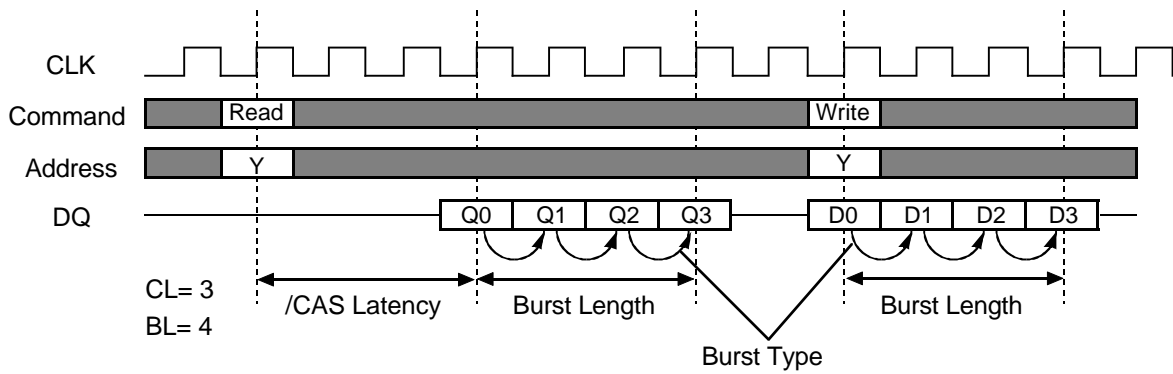 CLK
Command Read Write
Address Y Y
DQ Q0 Q1 Q2 Q3 D0 D1 D2 D3
CL= 3 /CAS Latency Burst Length Burst Length
BL= 4
Burst Type